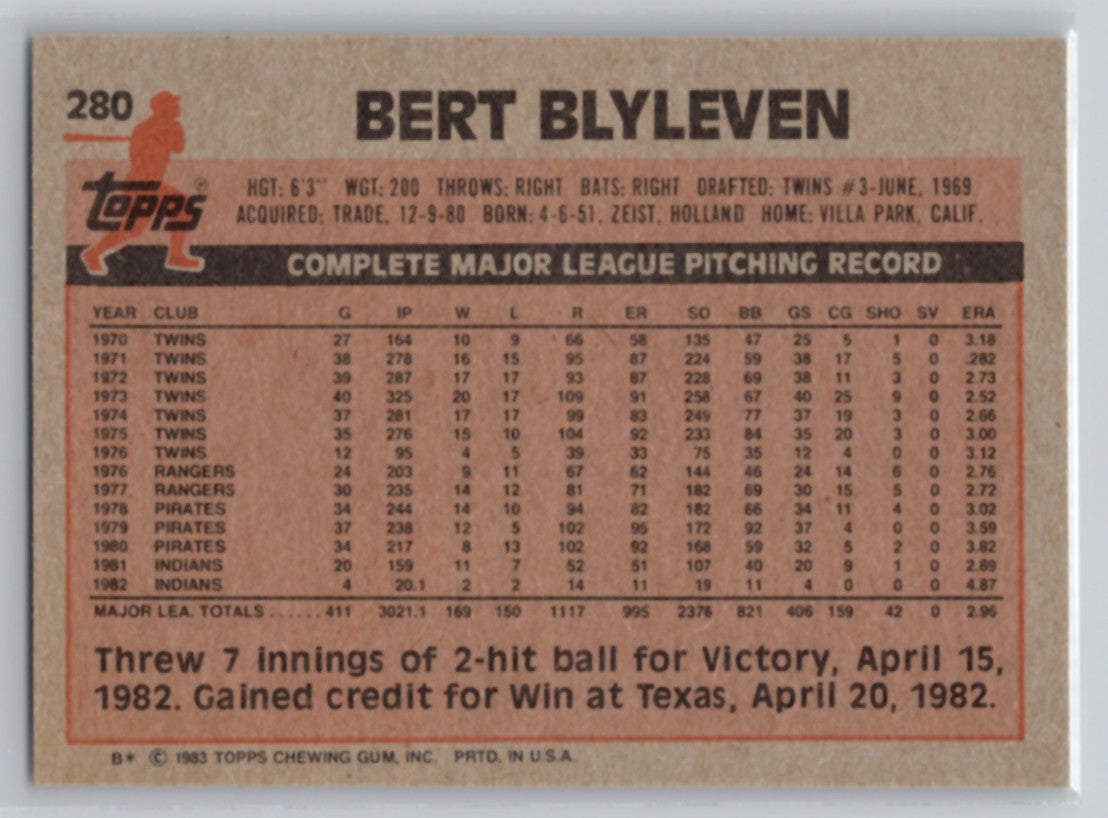 280
BERT BLYLEVEN
topps®
HGT: 6'3" WGT: 200 THROWS: RIGHT BATS: RIGHT DRAFTED: TWINS #3-JUNE, 1969
ACQUIRED: TRADE, 12-9-80 BORN: 4-6-51, ZEIST, HOLLAND HOME: VILLA PARK, CALIF.
COMPLETE MAJOR LEAGUE PITCHING RECORD
YEAR CLUB G IP W L R ER SO BB GS CG SHO SV ERA
1970 TWINS 27 164 10 9 66 58 135 47 25 5 1 0 3.18
1971 TWINS 38 278 16 15 95 87 224 59 38 17 5 0 .282
1972 TWINS 39 287 17 17 93 87 228 69 38 11 3 0 2.73
1973 TWINS 40 325 20 17 109 91 258 67 40 25 9 0 2.52
1974 TWINS 37 281 17 17 99 83 249 77 37 19 3 0 2.66
1975 TWINS 35 276 15 10 104 92 233 84 35 20 3 0 3.00
1976 TWINS 12 95 4 5 39 33 75 35 12 4 0 0 3.12
1976 RANGERS 24 203 9 11 67 62 144 46 24 14 6 0 2.76
1977 RANGERS 30 235 14 12 81 71 182 69 30 15 5 0 2.72
1978 PIRATES 34 244 14 10 94 82 182 66 34 11 4 0 3.02
1979 PIRATES 37 238 12 5 102 95 172 92 37 4 0 0 3.59
1980 PIRATES 34 217 8 13 102 92 168 59 32 5 2 0 3.82
1981 INDIANS 20 159 11 7 52 51 107 40 20 9 1 0 2.89
1982 INDIANS 4 20.1 2 2 14 11 19 11 4 0 0 0 4.87
MAJOR LEA. TOTALS ...... 411 3021.1 169 150 1117 995 2376 821 406 159 42 0 2.96
Threw 7 innings of 2-hit ball for Victory, April 15,
1982. Gained credit for Win at Texas, April 20, 1982.
B* © 1983 TOPPS CHEWING GUM, INC. PRTD. IN U.S.A.